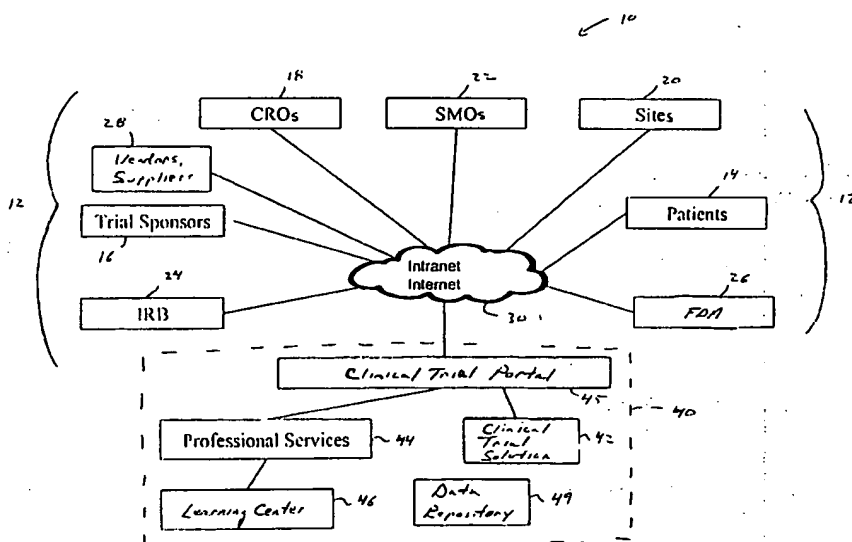 10
18
22
20
CROs
SMOs
Sites
28
Vendors,
Suppliers
14
12
Trial Sponsors
Patients
12
16
Intranet
Internet
24
26
IRB
30
FDA
Clinical Trial Portal
45
40
Professional Services
44
Clinical
Trial
Solution
42
Learning Center
46
Data
Repository
49